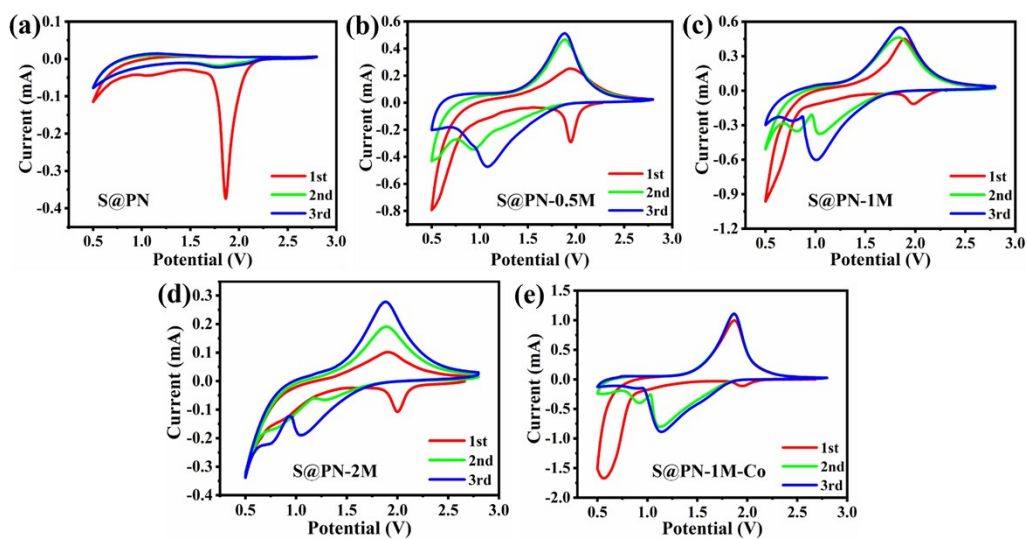 (a)
0.1
0.0
-0.1
-0.2
-0.3
-0.4
Current (mA)
S@PN
1st
2nd
3rd
0.5 1.0 1.5 2.0 2.5 3.0
Potential (V)
(b)
0.6
0.4
0.2
0.0
-0.2
-0.4
-0.6
-0.8
Current (mA)
S@PN-0.5M
1st
2nd
3rd
0.5 1.0 1.5 2.0 2.5 3.0
Potential (V)
(c)
0.6
0.3
0.0
-0.3
-0.6
-0.9
-1.2
Current (mA)
S@PN-1M
1st
2nd
3rd
0.5 1.0 1.5 2.0 2.5 3.0
Potential (V)
(d)
0.3
0.2
0.1
0.0
-0.1
-0.2
-0.3
-0.4
Current (mA)
S@PN-2M
1st
2nd
3rd
0.5 1.0 1.5 2.0 2.5 3.0
Potential (V)
(e)
1.5
1.0
0.5
0.0
-0.5
-1.0
-1.5
-2.0
Current (mA)
S@PN-1M-Co
1st
2nd
3rd
0.5 1.0 1.5 2.0 2.5 3.0
Potential (V)